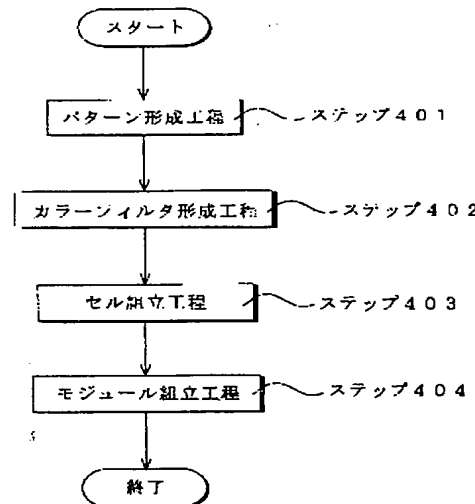 スタート
パターン形成工程
ステップ401
カラーフィルタ形成工程
ステップ402
セル組立工程
ステップ403
モジュール組立工程
ステップ404
終了